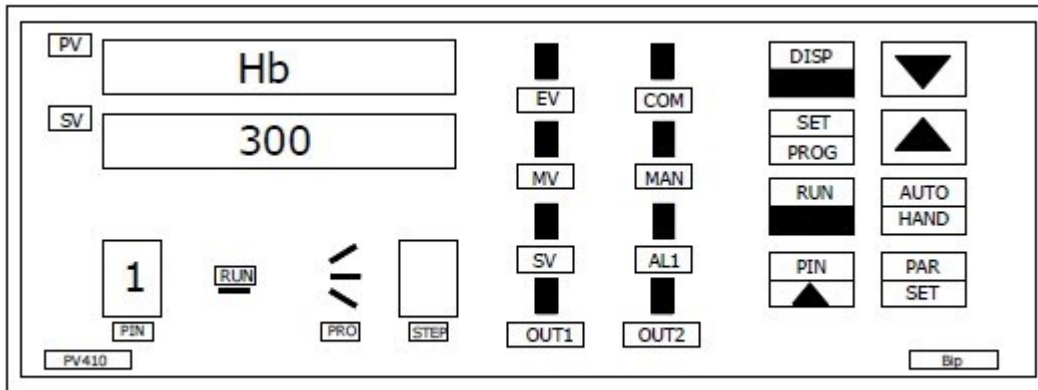 PV
Hb
SV
300
EV
COM
MV
MAN
SV
AL1
OUT1
OUT2
DISP
SET
PROG
RUN
AUTO
HAND
PIN
PAR
SET
1
PIN
RUN
PRO
STEP
PV410
Bip